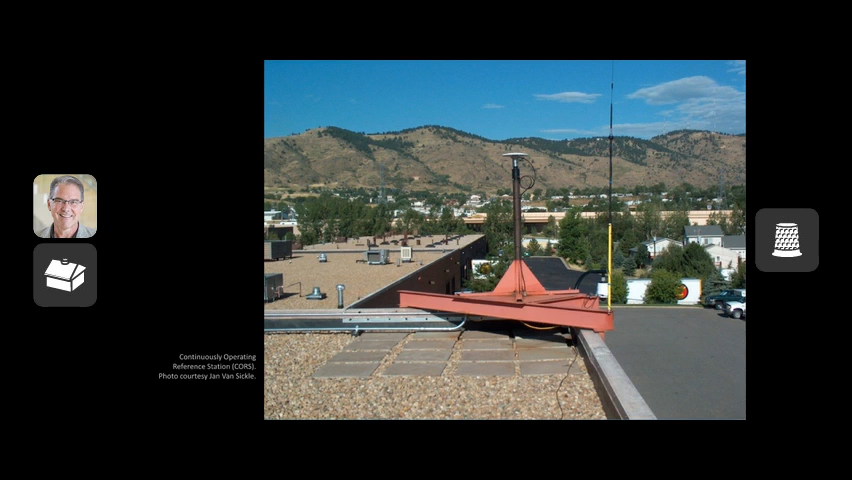 Continuously Operating
Reference Station (CORS).
Photo courtesy Jan Van Sickle.